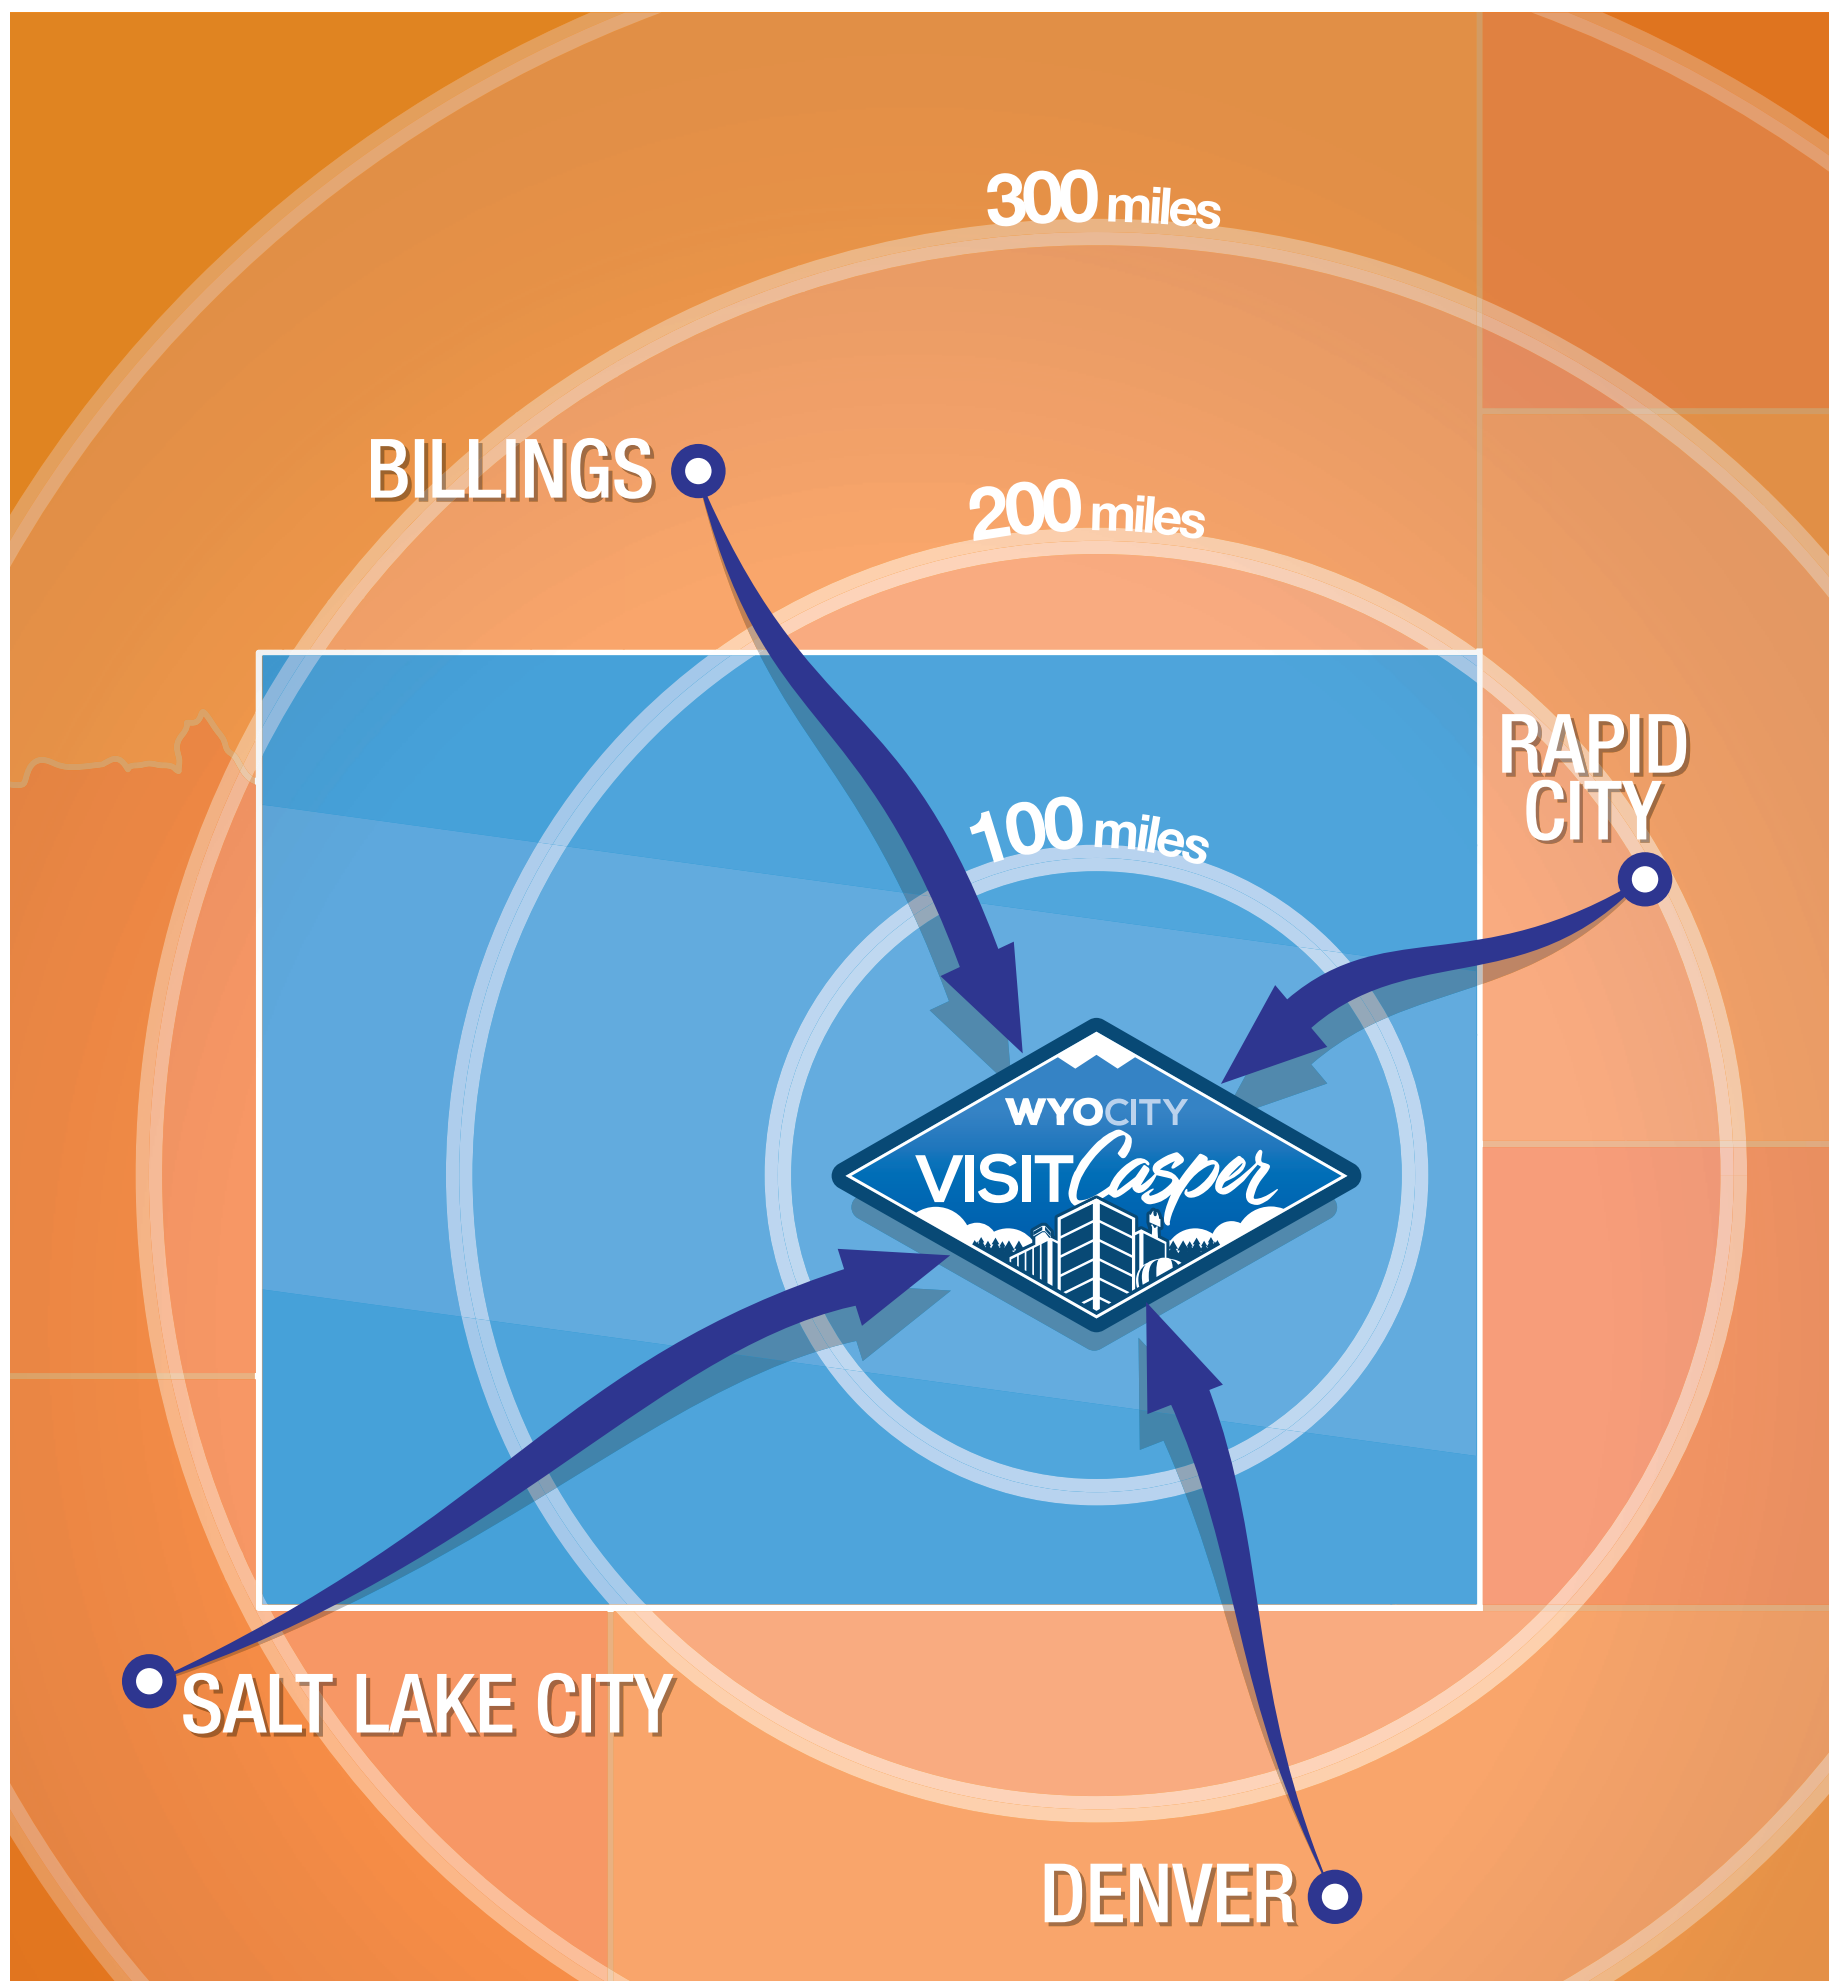 300 miles
BILLINGS
200 miles
RAPID
CITY
100 miles
WYOCITY
VISIT Casper
SALT LAKE CITY
DENVER